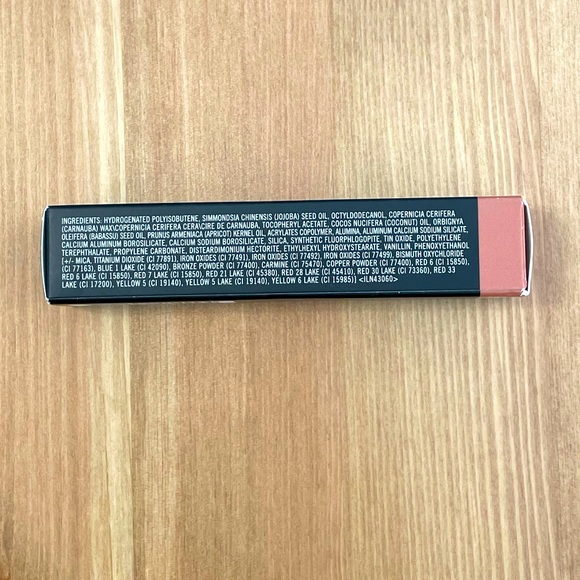 INGREDIENTS: HYDROGENATED POLYISOBUTENE, SIMMONDSIA CHINENSIS (JOJOBA) SEED OIL, OCTYLDODECANOL, COPERNICIA CERIFERA
(CARNAUBA) WAX\COPERNICIA CERIFERA CERA\CIRE DE CARNAUBA, TOCOPHERYL ACETATE, COCOS NUCIFERA (COCONUT) OIL, ORBIGNYA
OLEIFERA (BABASSU) SEED OIL, PRUNUS ARMENIACA (APRICOT) KERNEL OIL, ACRYLATES COPOLYMER, ALUMINA, ALUMINUM CALCIUM SODIUM SILICATE,
CALCIUM ALUMINUM BOROSILICATE, CALCIUM SODIUM BOROSILICATE, SILICA, SYNTHETIC FLUORPHLOGOPITE, TIN OXIDE, POLYETHYLENE
TEREPHTHALATE, PROPYLENE CARBONATE, DISTEARDIMONIUM HECTORITE, ETHYLHEXYL HYDROXYSTEARATE, VANILLIN, PHENOXYETHANOL
[+/- MICA, TITANIUM DIOXIDE (CI 77891), IRON OXIDES (CI 77491), IRON OXIDES (CI 77492), IRON OXIDES (CI 77499), BISMUTH OXYCHLORIDE
(CI 77163), BLUE 1 LAKE (CI 42090), BRONZE POWDER (CI 77400), CARMINE (CI 75470), COPPER POWDER (CI 77400), RED 6 (CI 15850),
RED 6 LAKE (CI 15850), RED 7 LAKE (CI 15850), RED 21 LAKE (CI 45380), RED 28 LAKE (CI 45410), RED 30 LAKE (CI 73360), RED 33
LAKE (CI 17200), YELLOW 5 (CI 19140), YELLOW 5 LAKE (CI 19140), YELLOW 6 LAKE (CI 15985)] <ILN43060>